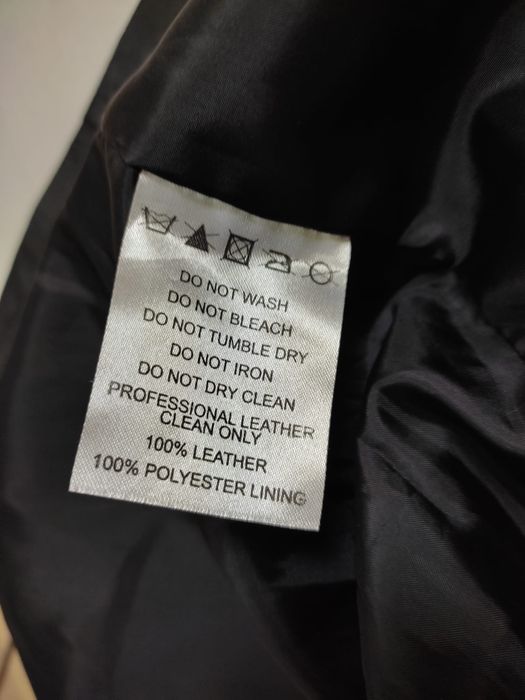 DO NOT WASH
DO NOT BLEACH
DO NOT TUMBLE DRY
DO NOT IRON
DO NOT DRY CLEAN
PROFESSIONAL LEATHER
CLEAN ONLY
100% LEATHER
100% POLYESTER LINING